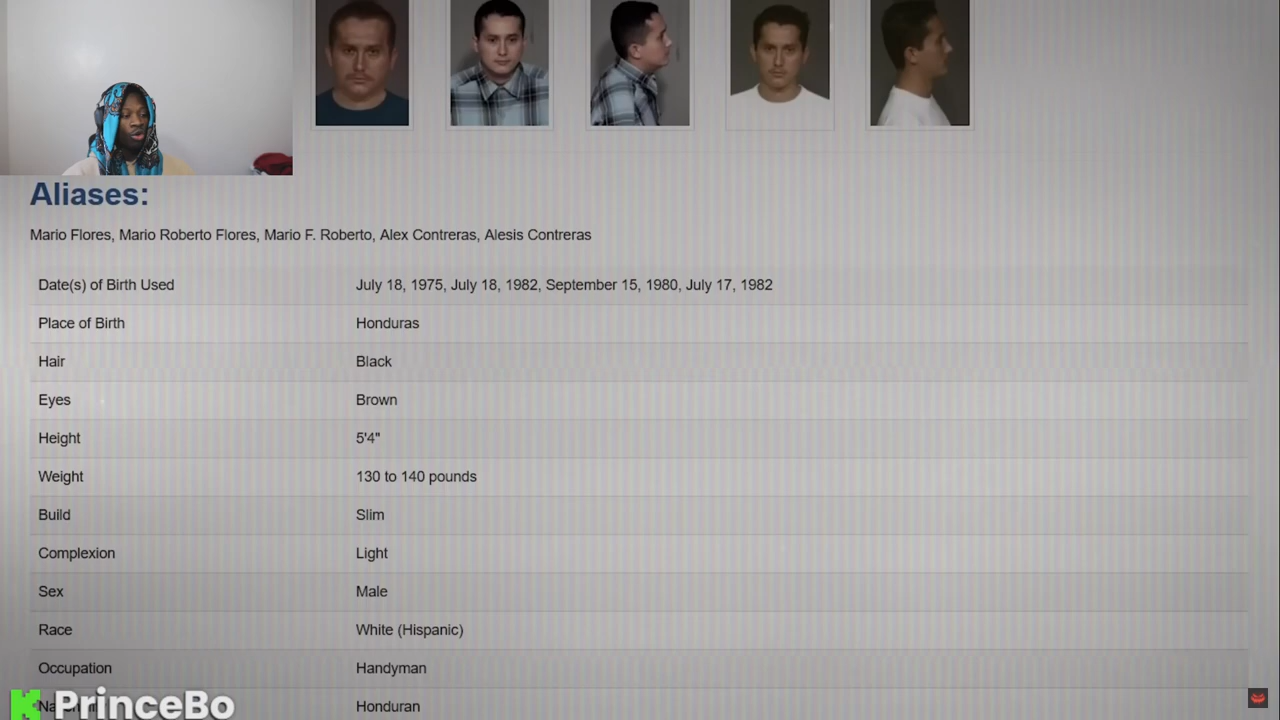 Aliases:
Mario Flores, Mario Roberto Flores, Mario F. Roberto, Alex Contreras, Alesis Contreras
Date(s) of Birth Used July 18, 1975, July 18, 1982, September 15, 1980, July 17, 1982
Place of Birth Honduras
Hair Black
Eyes Brown
Height 5'4"
Weight 130 to 140 pounds
Build Slim
Complexion Light
Sex Male
Race White (Hispanic)
Occupation Handyman
Honduran
PrinceBo